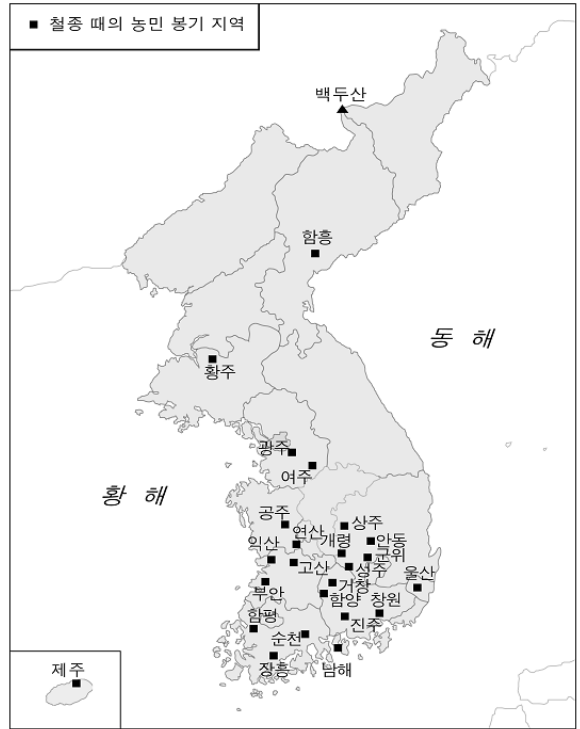 ■ 철종 때의 농민 봉기 지역
백두산
함흥
동 해
황주
광주
여주
황 해
공주
상주
연산
개령
안동
익산
군위
고산
성주
울산
부안
거창
함양
창원
함평
진주
순천
장흥
남해
제주